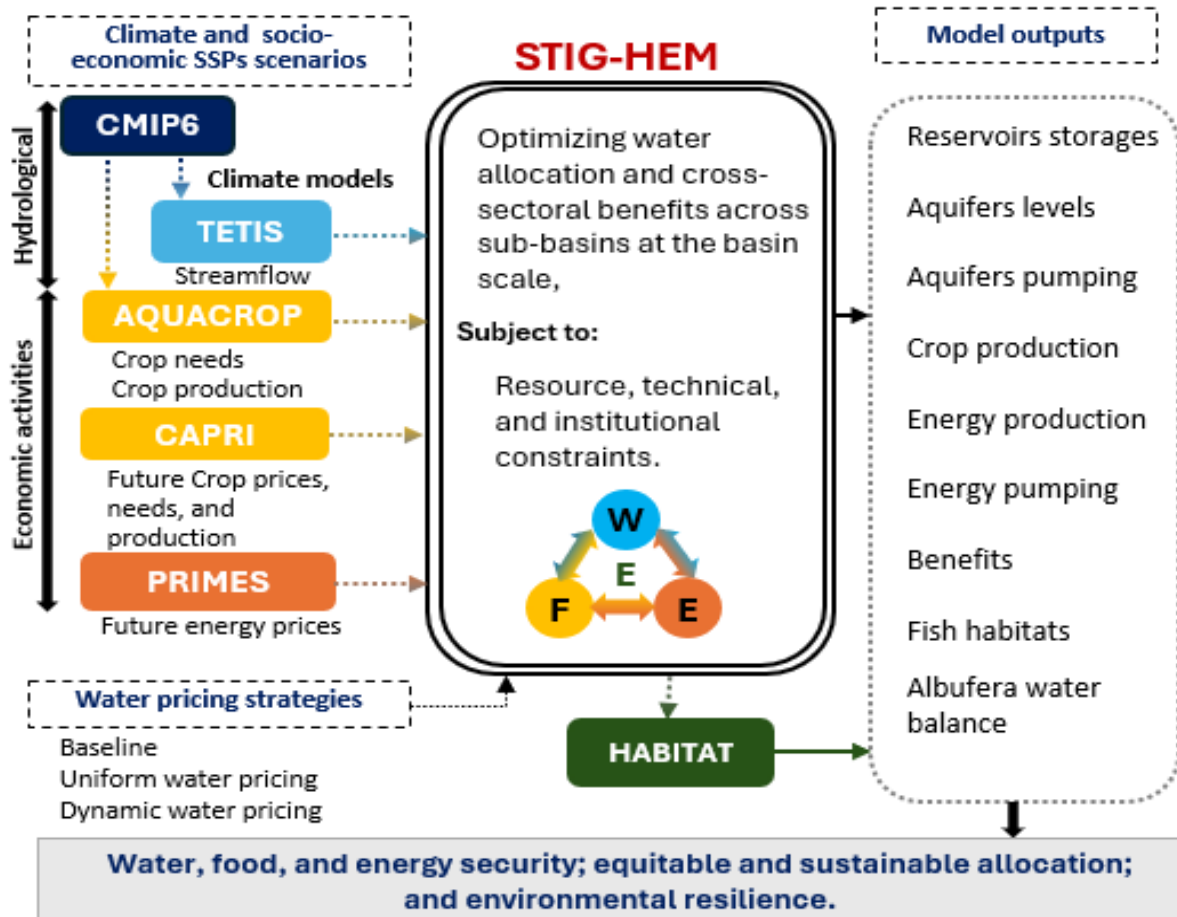 Climate and socio-
economic SSPs scenarios
Hydrological
CMIP6
Climate models
TETIS
Streamflow
Economic activities
AQUACROP
Crop needs
Crop production
CAPRI
Future Crop prices,
needs, and
production
PRIMES
Future energy prices
Water pricing strategies
Baseline
Uniform water pricing
Dynamic water pricing
STIG-HEM
Optimizing water
allocation and cross-
sectoral benefits across
sub-basins at the basin
scale,
Subject to:
Resource, technical,
and institutional
constraints.
W
E
F
E
HABITAT
Model outputs
Reservoirs storages
Aquifers levels
Aquifers pumping
Crop production
Energy production
Energy pumping
Benefits
Fish habitats
Albufera water
balance
Water, food, and energy security; equitable and sustainable allocation;
and environmental resilience.